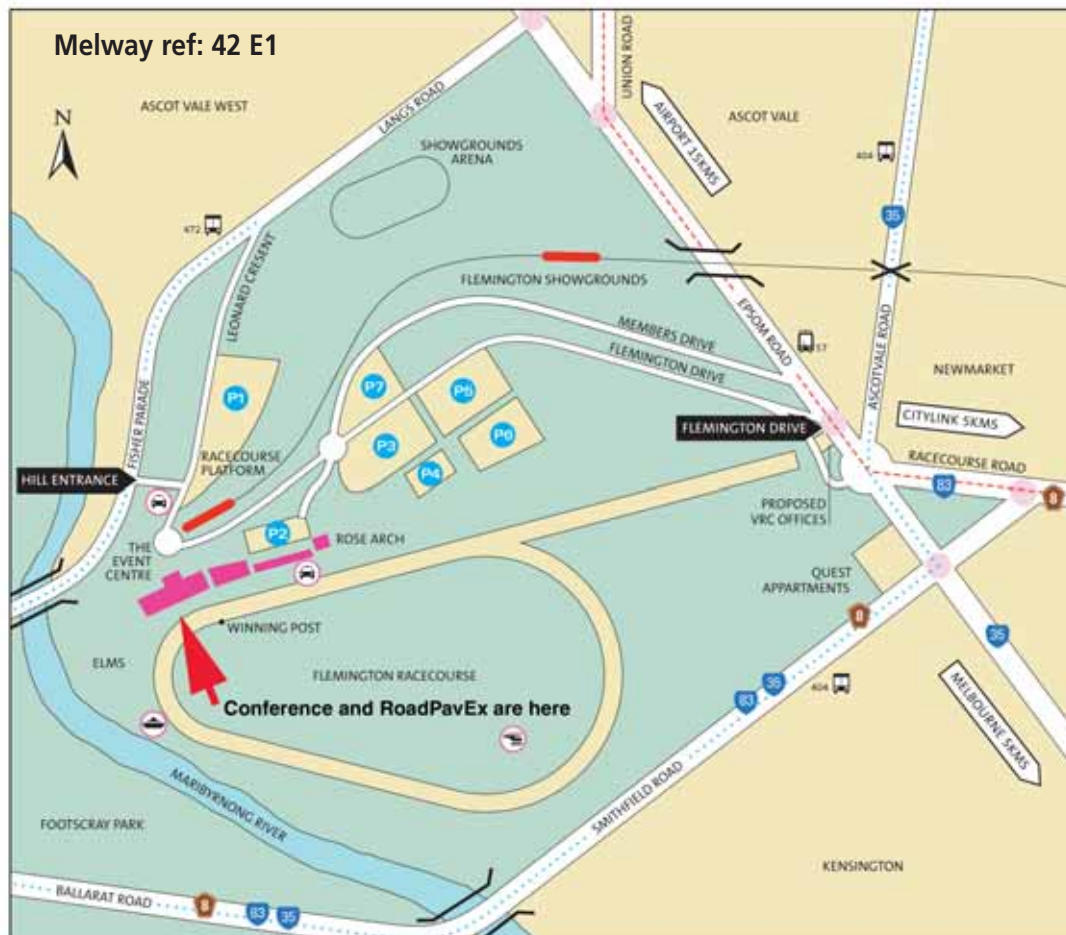 Melway ref: 42 E1
N
ASCOT VALE WEST
LANGS ROAD
UNION ROAD
AIRPORT 15KMS
ASCOT VALE
404
SHOWGROUNDS
ARENA
35
472
LEONARD CRESENT
FLEMINGTON SHOWGROUNDS
EPSOM ROAD
MEMBERS DRIVE
57
FLEMINGTON DRIVE
ASCOTVALE ROAD
NEWMARKET
FISHER PARADE
P1
P7
P5
FLEMINGTON DRIVE
CITYLINK 5KMS
P3
P6
RACECOURSE
PLATFORM
P4
RACECOURSE ROAD
83
8
HILL ENTRANCE
PROPOSED
VRC OFFICES
P2
ROSE ARCH
THE
EVENT
CENTRE
QUEST
APPARTMENTS
8
WINNING POST
35
ELMS
FLEMINGTON RACECOURSE
404
83
35
Conference and RoadPavEx are here
MELBOURNE 5KMS
MARIBYRNONG RIVER
SMITHFIELD ROAD
FOOTSCRAY PARK
KENSINGTON
BALLARAT ROAD
8
83
35